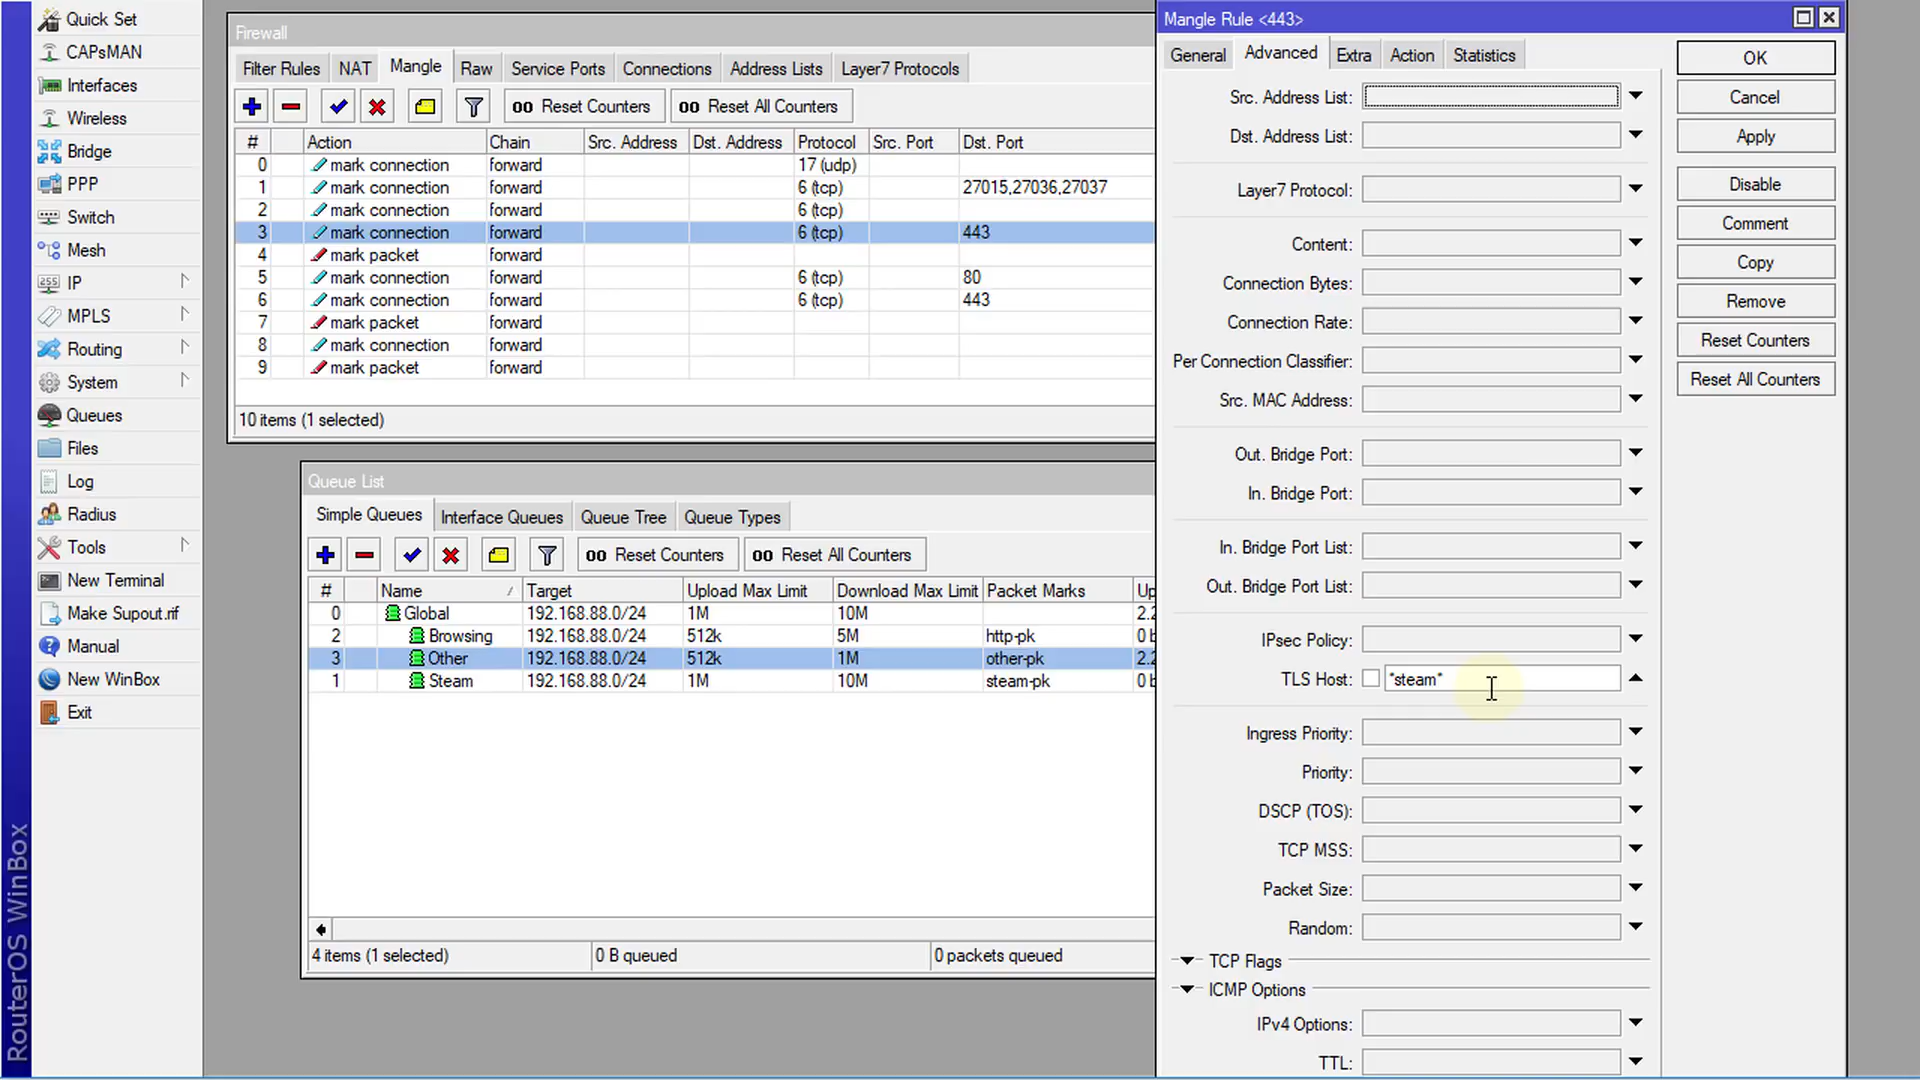 Quick Set
CAPsMAN
Interfaces
Wireless
Bridge
PPP
Switch
Mesh
IP
MPLS
Routing
System
Queues
Files
Log
Radius
Tools
New Terminal
Make Supout.rif
Manual
New WinBox
Exit
RouterOS WinBox
Firewall
Filter Rules NAT Mangle Raw Service Ports Connections Address Lists Layer7 Protocols
00 Reset Counters 00 Reset All Counters
# Action Chain Src. Address Dst. Address Protocol Src. Port Dst. Port
0 mark connection forward 17 (udp)
1 mark connection forward 6 (tcp) 27015,27036,27037
2 mark connection forward 6 (tcp)
3 mark connection forward 6 (tcp) 443
4 mark packet forward
5 mark connection forward 6 (tcp) 80
6 mark connection forward 6 (tcp) 443
7 mark packet forward
8 mark connection forward
9 mark packet forward
10 items (1 selected)
Queue List
Simple Queues Interface Queues Queue Tree Queue Types
00 Reset Counters 00 Reset All Counters
# Name Target Upload Max Limit Download Max Limit Packet Marks Up
0 Global 192.168.88.0/24 1M 10M 2.2
2 Browsing 192.168.88.0/24 512k 5M http-pk 0 b
3 Other 192.168.88.0/24 512k 1M other-pk 2.2
1 Steam 192.168.88.0/24 1M 10M steam-pk 0 b
4 items (1 selected) 0 B queued 0 packets queued
Mangle Rule <443>
General Advanced Extra Action Statistics
Src. Address List:
Dst. Address List:
Layer7 Protocol:
Content:
Connection Bytes:
Connection Rate:
Per Connection Classifier:
Src. MAC Address:
Out. Bridge Port:
In. Bridge Port:
In. Bridge Port List:
Out. Bridge Port List:
IPsec Policy:
TLS Host: *steam*
Ingress Priority:
Priority:
DSCP (TOS):
TCP MSS:
Packet Size:
Random:
TCP Flags
ICMP Options
IPv4 Options:
TTL:
OK
Cancel
Apply
Disable
Comment
Copy
Remove
Reset Counters
Reset All Counters